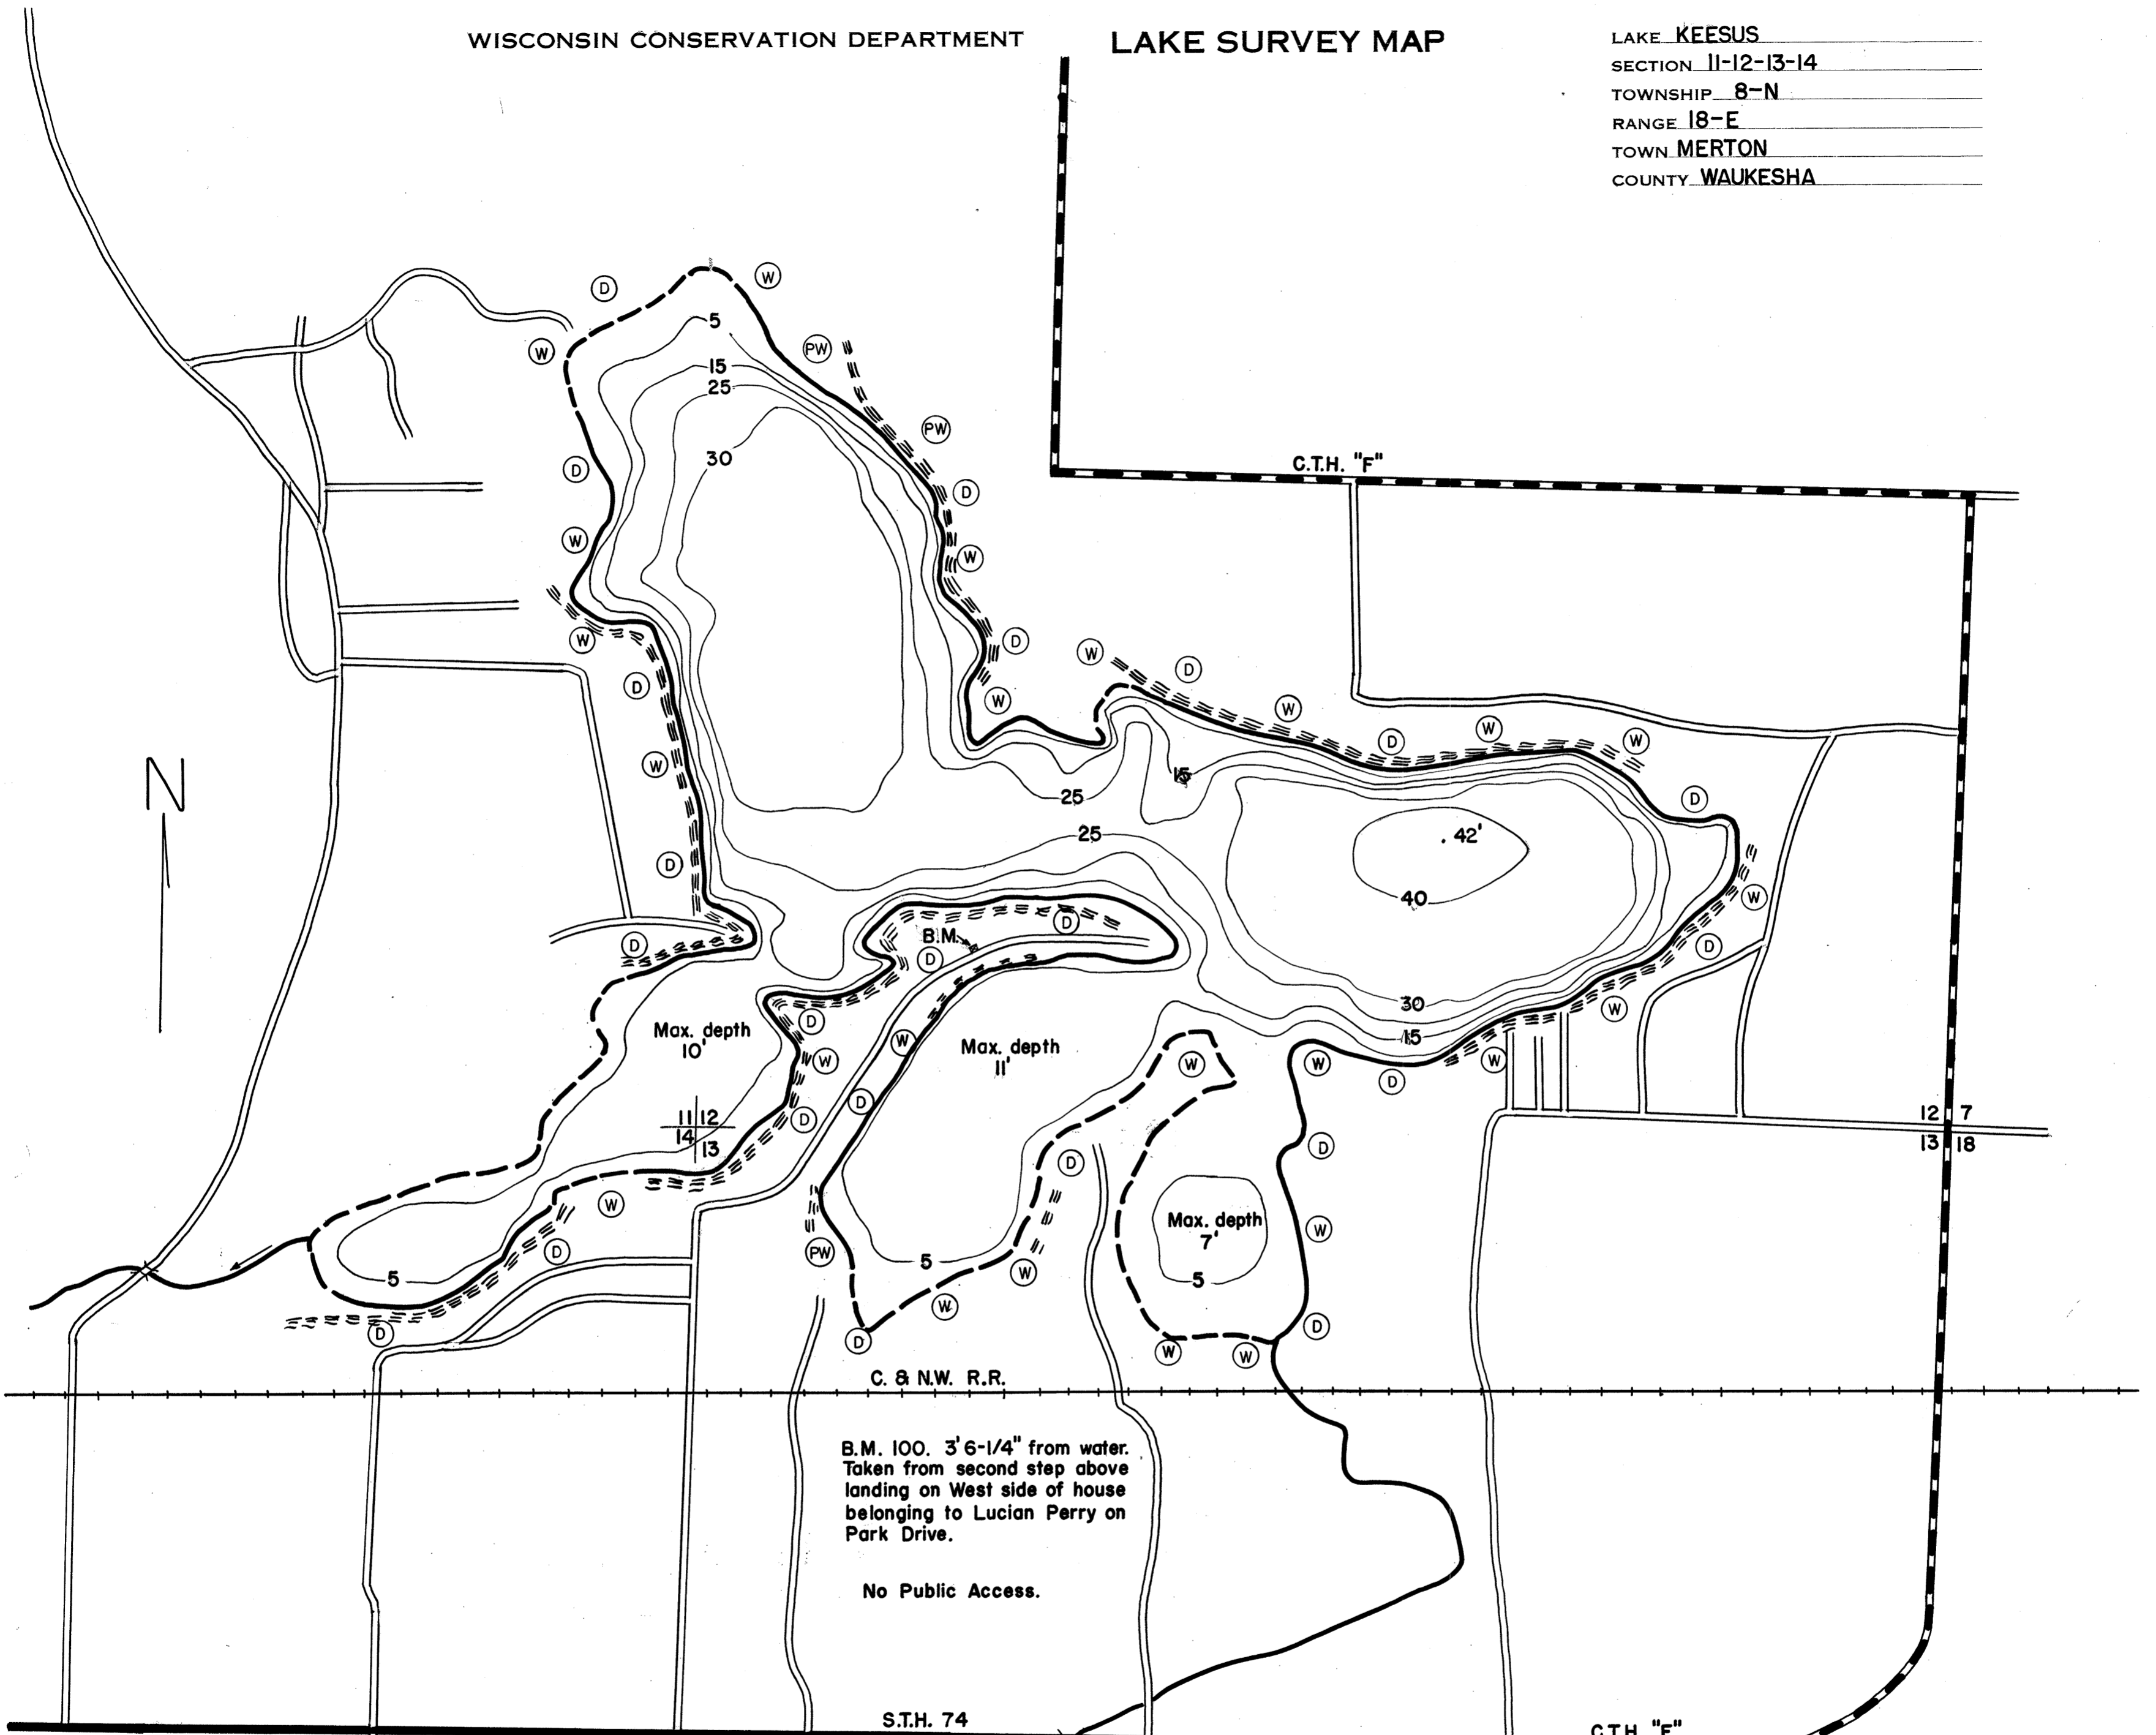 WISCONSIN CONSERVATION DEPARTMENT
LAKE SURVEY MAP
LAKE KEESUS
SECTION 11-12-13-14
TOWNSHIP 8-N
RANGE 18-E
TOWN MERTON
COUNTY WAUKESHA
W
D
5
W
PW
15
25
PW
30
C.T.H. "F"
D
D
W
W
W
D
W
D
D
W
W
W
D
W
W
N
15
25
D
25
. 42'
D
40
W
D
B.M.
D
D
D
30
W
D
Max. depth
10'
W
Max. depth
11'
15
W
W
W
W
D
D
11 12
14 13
D
12 7
13 18
D
D
W
Max. depth
7'
W
D
PW
5
W
5
5
W
D
D
D
W
W
C. & N.W. R.R.
B.M. 100. 3' 6-1/4" from water.
Taken from second step above
landing on West side of house
belonging to Lucian Perry on
Park Drive.
No Public Access.
S.T.H. 74
C.T.H. "F"